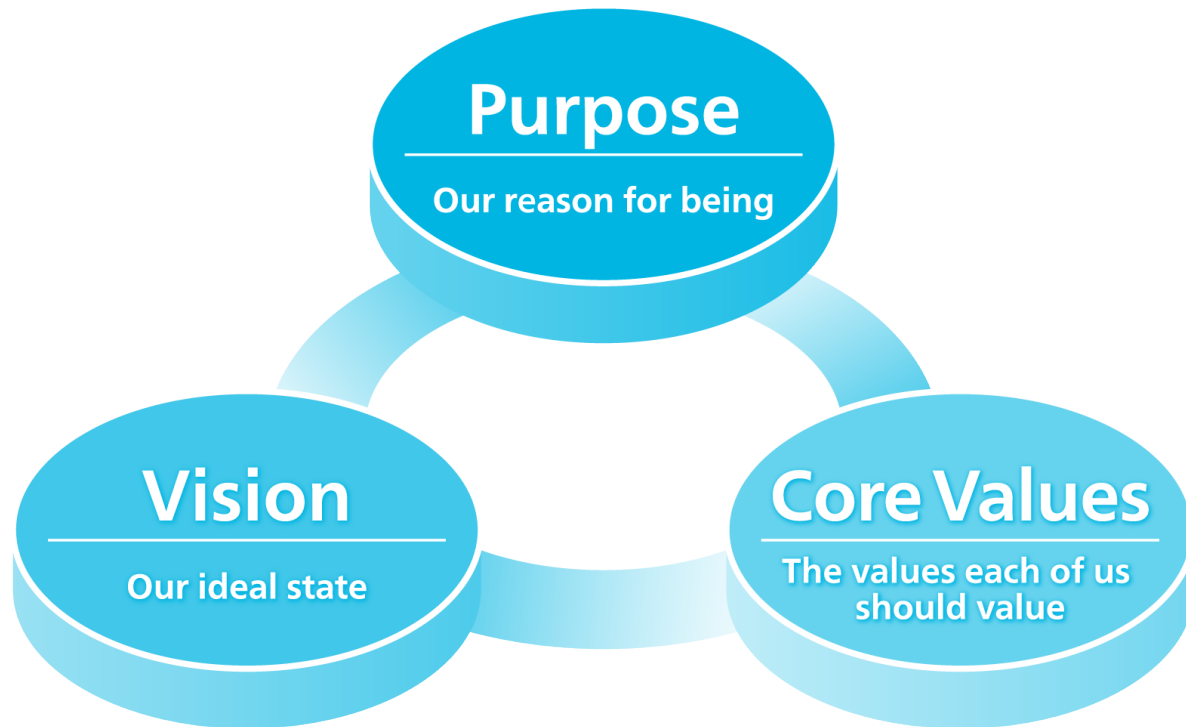 Purpose
Our reason for being
Vision
Our ideal state
Core Values
The values each of us
should value